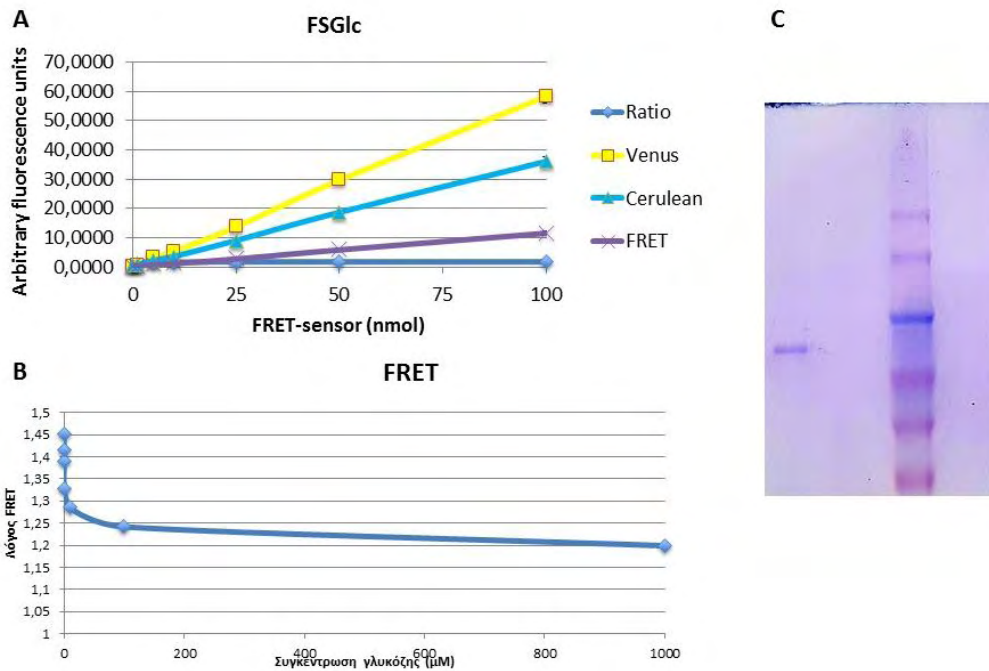 A
FSGlc
Arbitrary fluorescence units
70,0000
60,0000
50,0000
40,0000
30,0000
20,0000
10,0000
0,0000
0
25
50
75
100
FRET-sensor (nmol)
Ratio
Venus
Cerulean
FRET
B
FRET
Λόγος FRET
1,5
1,45
1,4
1,35
1,3
1,25
1,2
1,15
1,1
1,05
1
0
200
400
600
800
1000
Συγκέντρωση γλυκόζης (μM)
C